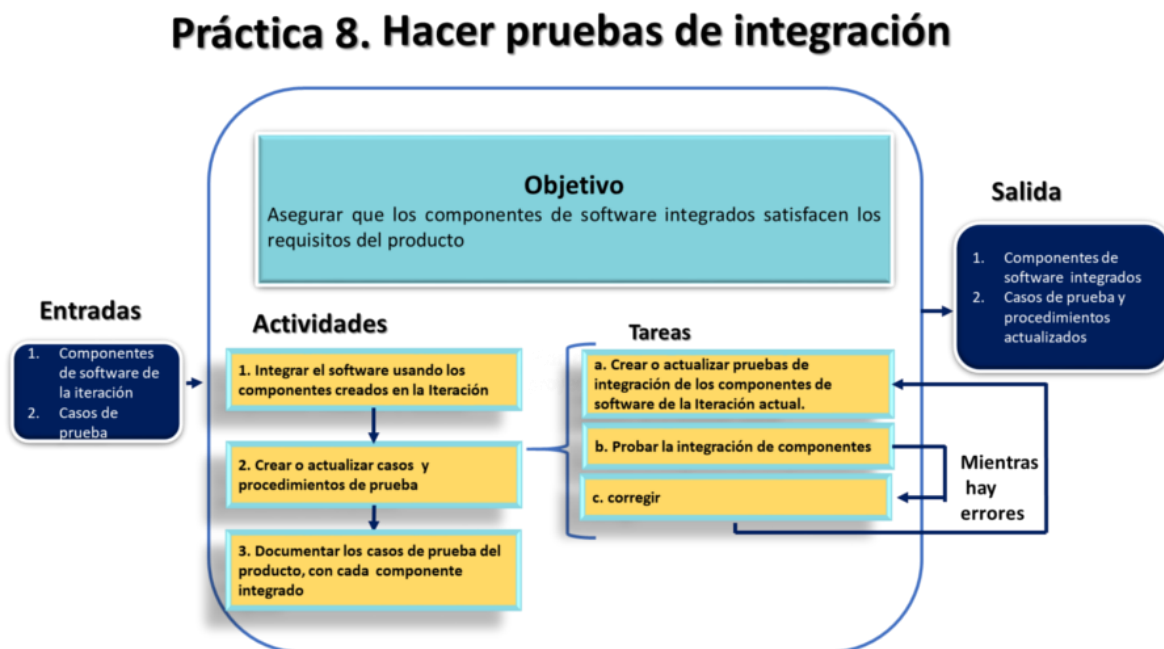 Práctica 8. Hacer pruebas de integración
Objetivo
Asegurar que los componentes de software integrados satisfacen los
requisitos del producto
Salida
1. Componentes de
software integrados
2. Casos de prueba y
procedimientos
actualizados
Entradas
1. Componentes
de software de
la iteración
2. Casos de
prueba
Actividades
1. Integrar el software usando los
componentes creados en la Iteración
2. Crear o actualizar casos y
procedimientos de prueba
3. Documentar los casos de prueba del
producto, con cada componente
integrado
Tareas
a. Crear o actualizar pruebas de
integración de los componentes de
software de la Iteración actual.
b. Probar la integración de componentes
c. corregir
Mientras
hay
errores